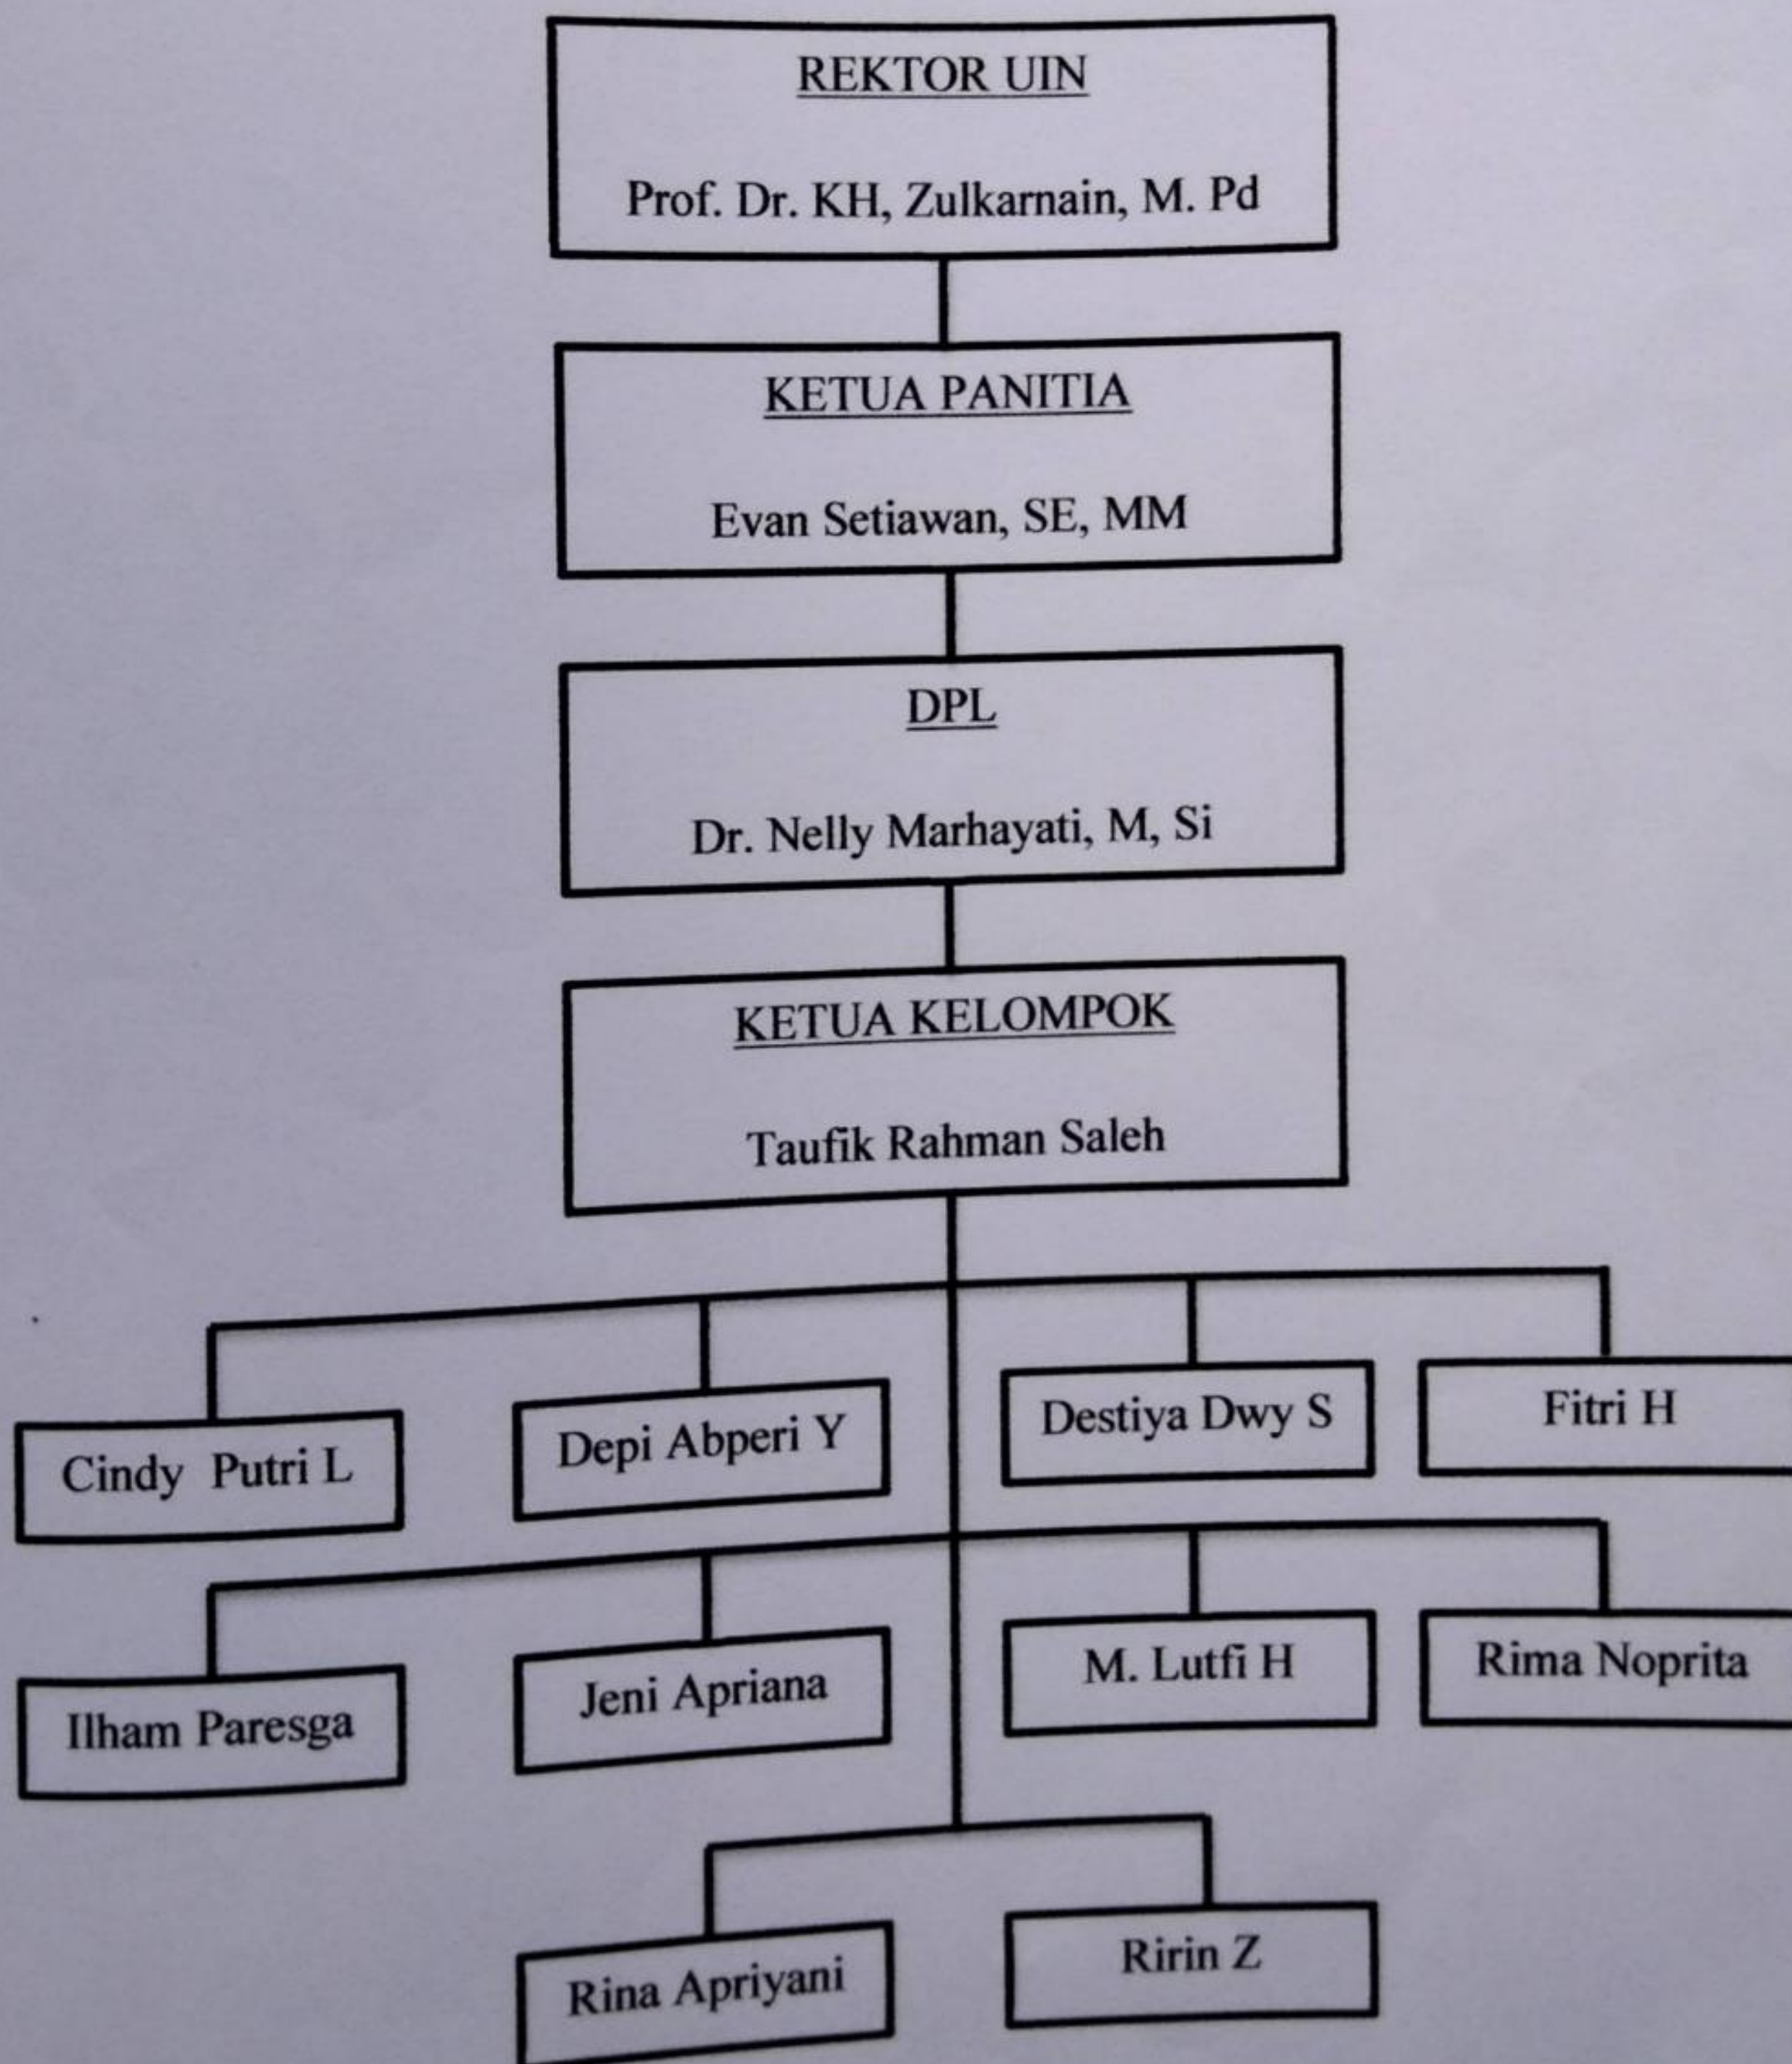 REKTOR UIN
Prof. Dr. KH, Zulkarnain, M. Pd
KETUA PANITIA
Evan Setiawan, SE, MM
DPL
Dr. Nelly Marhayati, M, Si
KETUA KELOMPOK
Taufik Rahman Saleh
Cindy Putri L
Depi Abperi Y
Destiya Dwy S
Fitri H
Ilham Paresga
Jeni Apriana
M. Lutfi H
Rima Noprita
Rina Apriyani
Ririn Z